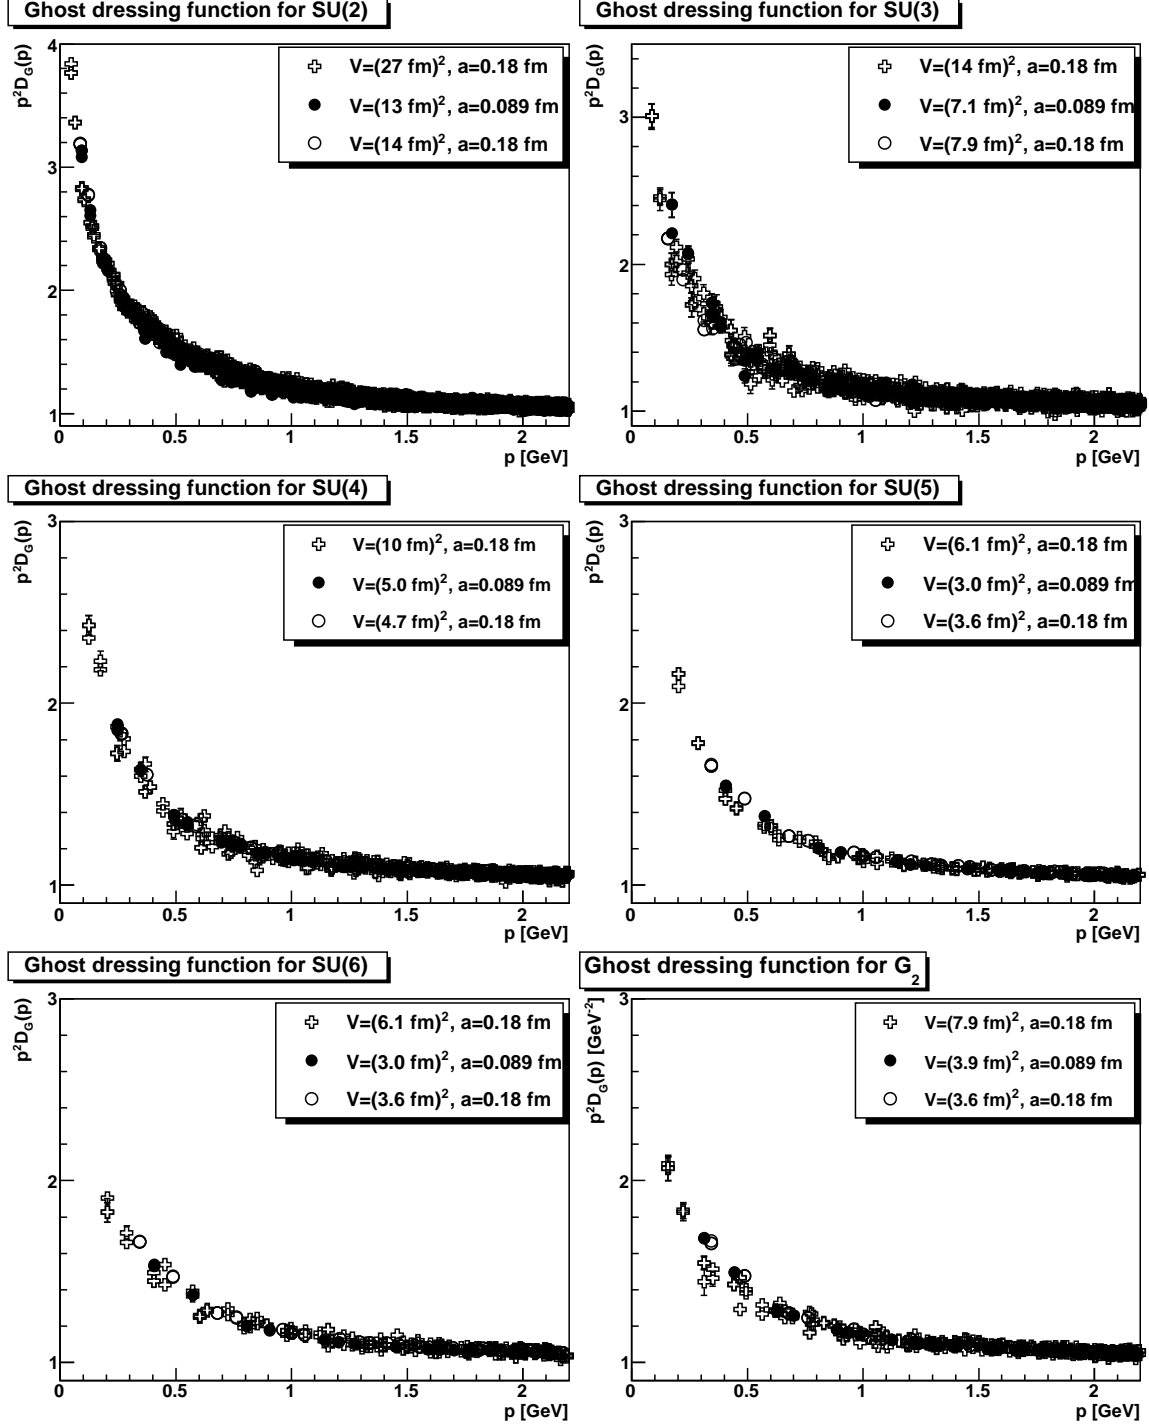 Ghost dressing function for SU(2)
p²D_G(p)
4
3
2
1
V=(27 fm)², a=0.18 fm
V=(13 fm)², a=0.089 fm
V=(14 fm)², a=0.18 fm
0 0.5 1 1.5 2
p [GeV]
Ghost dressing function for SU(3)
p²D_G(p)
3
2
1
V=(14 fm)², a=0.18 fm
V=(7.1 fm)², a=0.089 fm
V=(7.9 fm)², a=0.18 fm
0 0.5 1 1.5 2
p [GeV]
Ghost dressing function for SU(4)
p²D_G(p)
3
2
1
V=(10 fm)², a=0.18 fm
V=(5.0 fm)², a=0.089 fm
V=(4.7 fm)², a=0.18 fm
0 0.5 1 1.5 2
p [GeV]
Ghost dressing function for SU(5)
p²D_G(p)
3
2
1
V=(6.1 fm)², a=0.18 fm
V=(3.0 fm)², a=0.089 fm
V=(3.6 fm)², a=0.18 fm
0 0.5 1 1.5 2
p [GeV]
Ghost dressing function for SU(6)
p²D_G(p)
3
2
1
V=(6.1 fm)², a=0.18 fm
V=(3.0 fm)², a=0.089 fm
V=(3.6 fm)², a=0.18 fm
0 0.5 1 1.5 2
p [GeV]
Ghost dressing function for G₂
p²D_G(p) [GeV⁻²]
3
2
1
V=(7.9 fm)², a=0.18 fm
V=(3.9 fm)², a=0.089 fm
V=(3.6 fm)², a=0.18 fm
0 0.5 1 1.5 2
p [GeV]